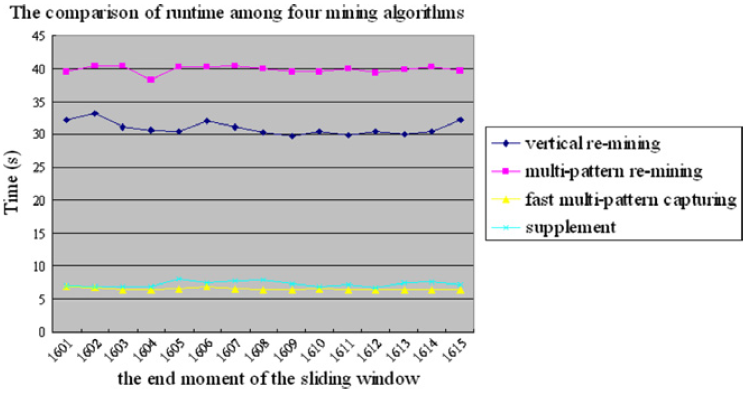 The comparison of runtime among four mining algorithms
45
40
35
30
25
20
15
10
5
0
Time (s)
1601 1602 1603 1604 1605 1606 1607 1608 1609 1610 1611 1612 1613 1614 1615
the end moment of the sliding window
vertical re-mining
multi-pattern re-mining
fast multi-pattern capturing
supplement